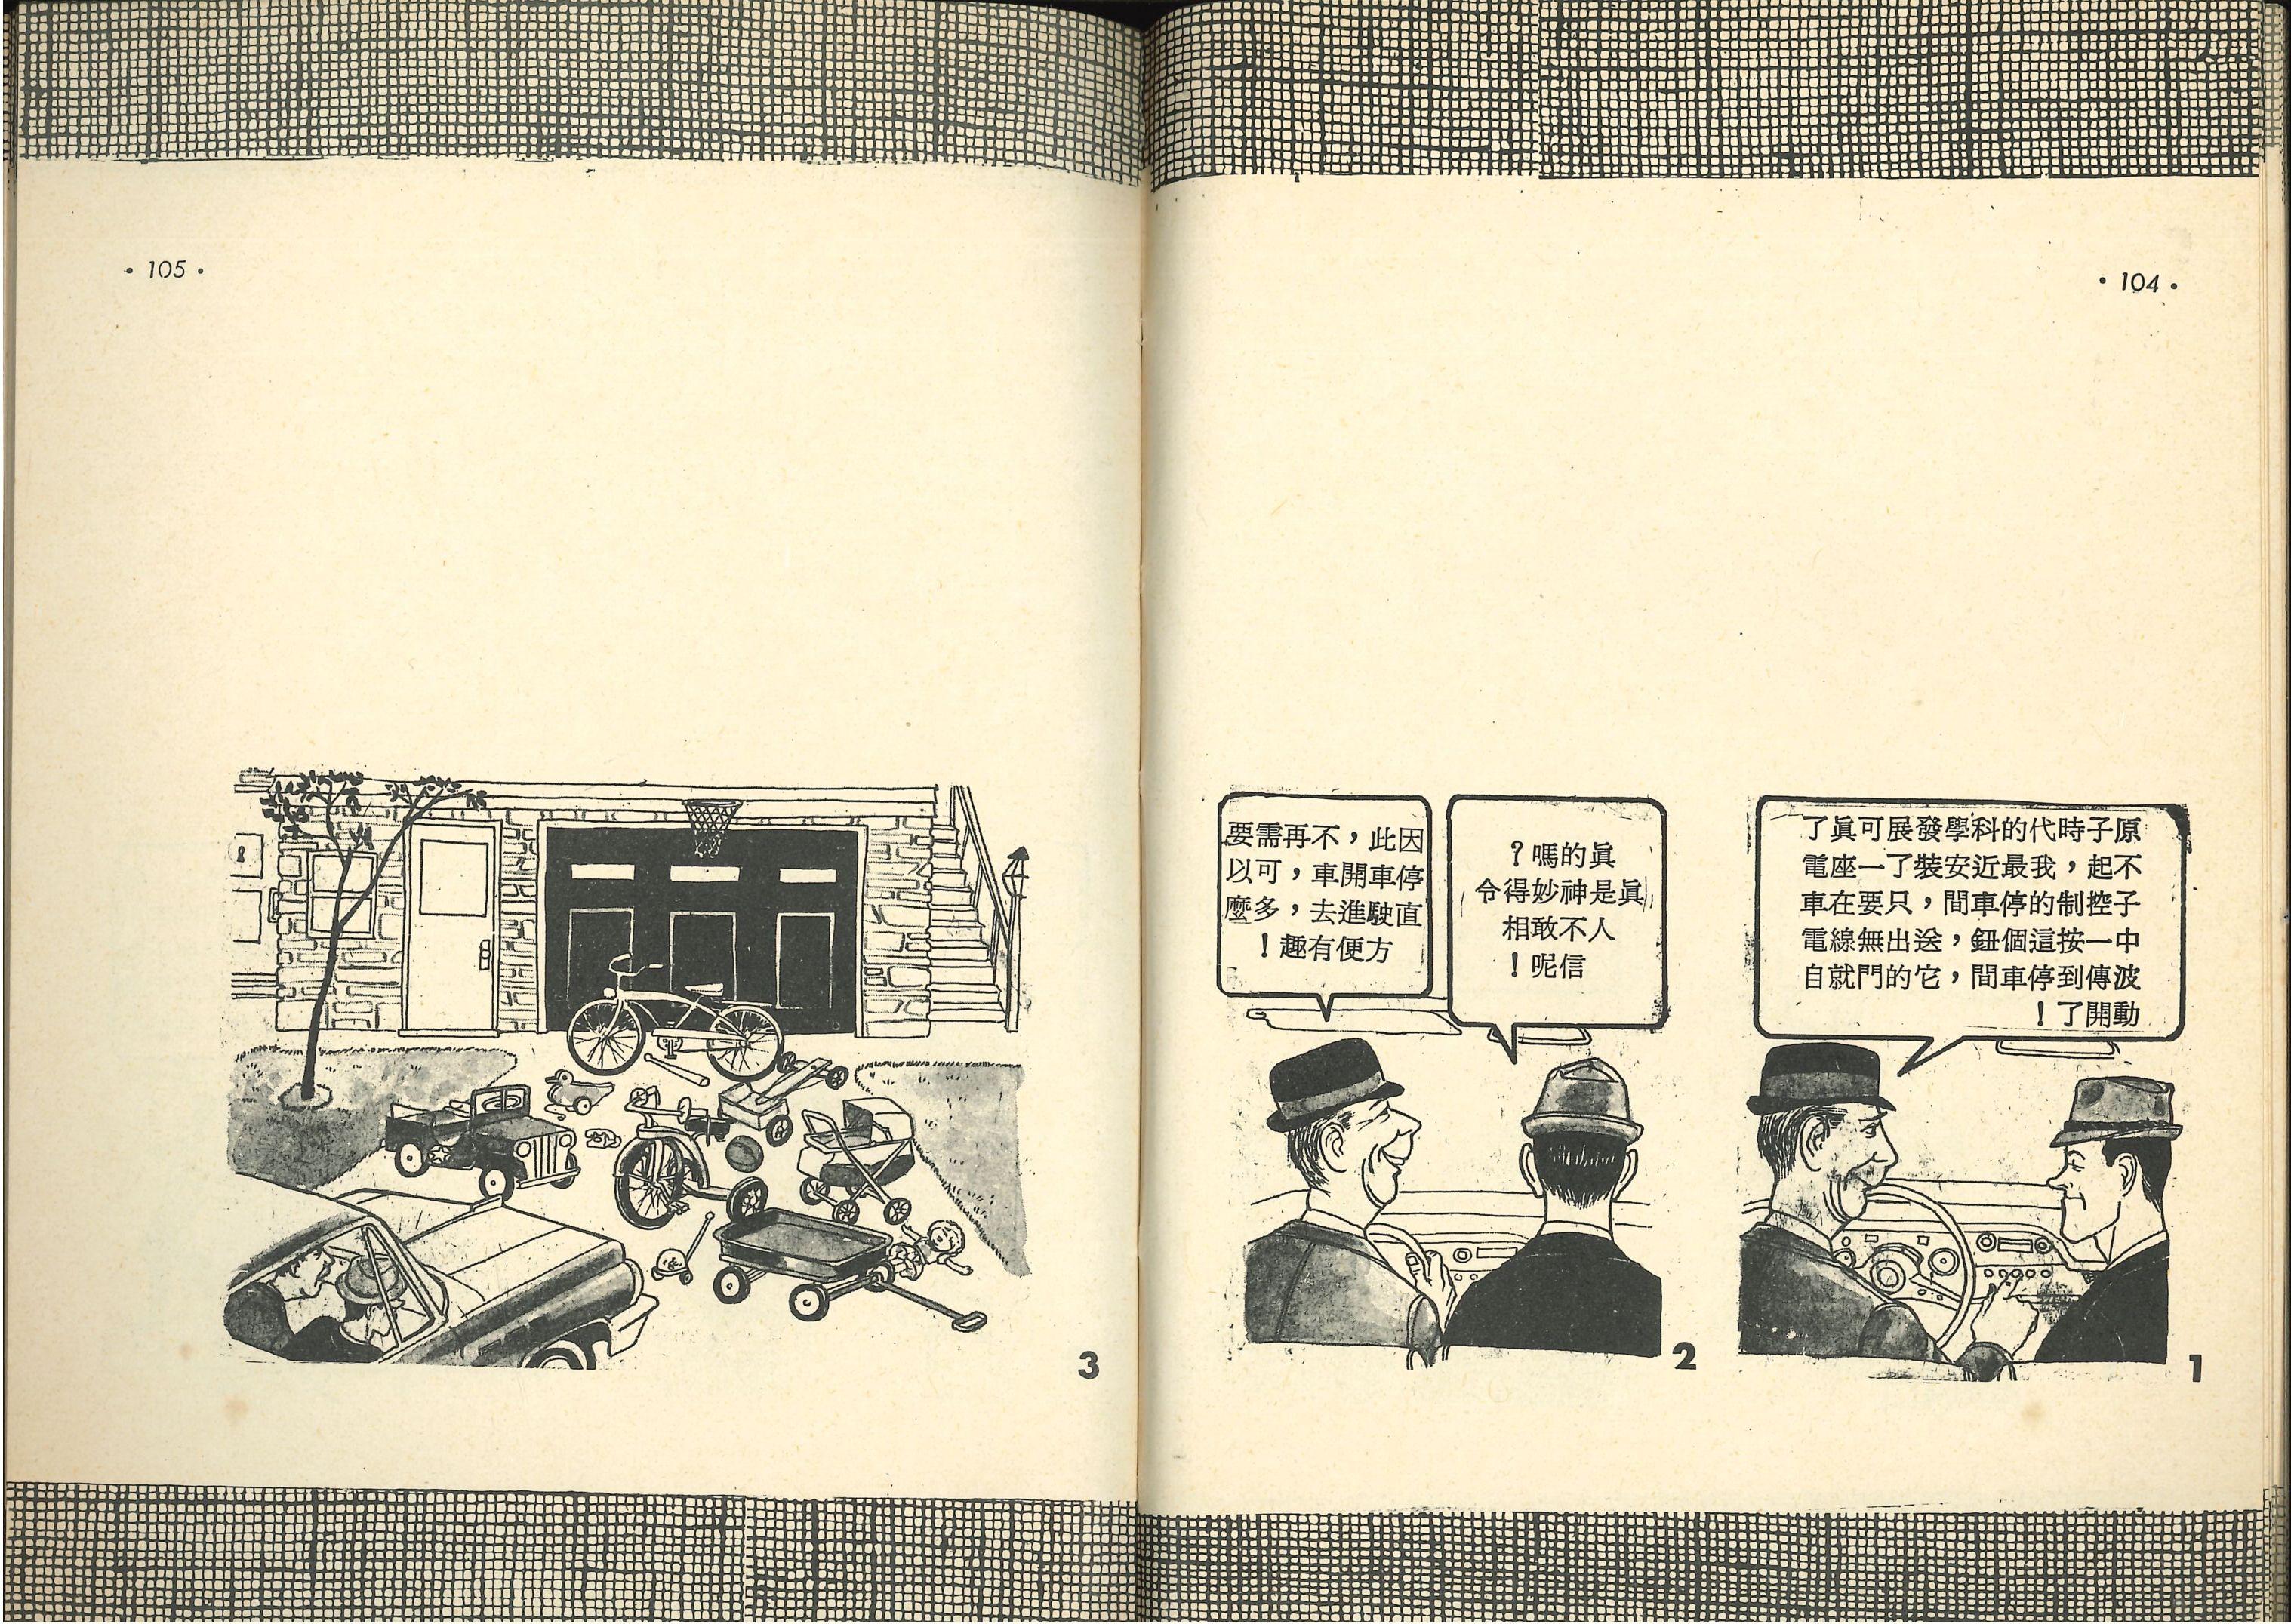 • 104 •
原子時代的科學發展可眞了
不起，我最近安裝了一座電
子控制的停車間，只要在車
中一按這個鈕，送出無線電
波傳到停車間，它的門就自
動開了！
1
眞的嗎？
眞是神妙得令
人不敢相
信呢！
因此，不再需要
停車開車，可以
直駛進去，多麼
方便有趣！
2
• 105 •
3